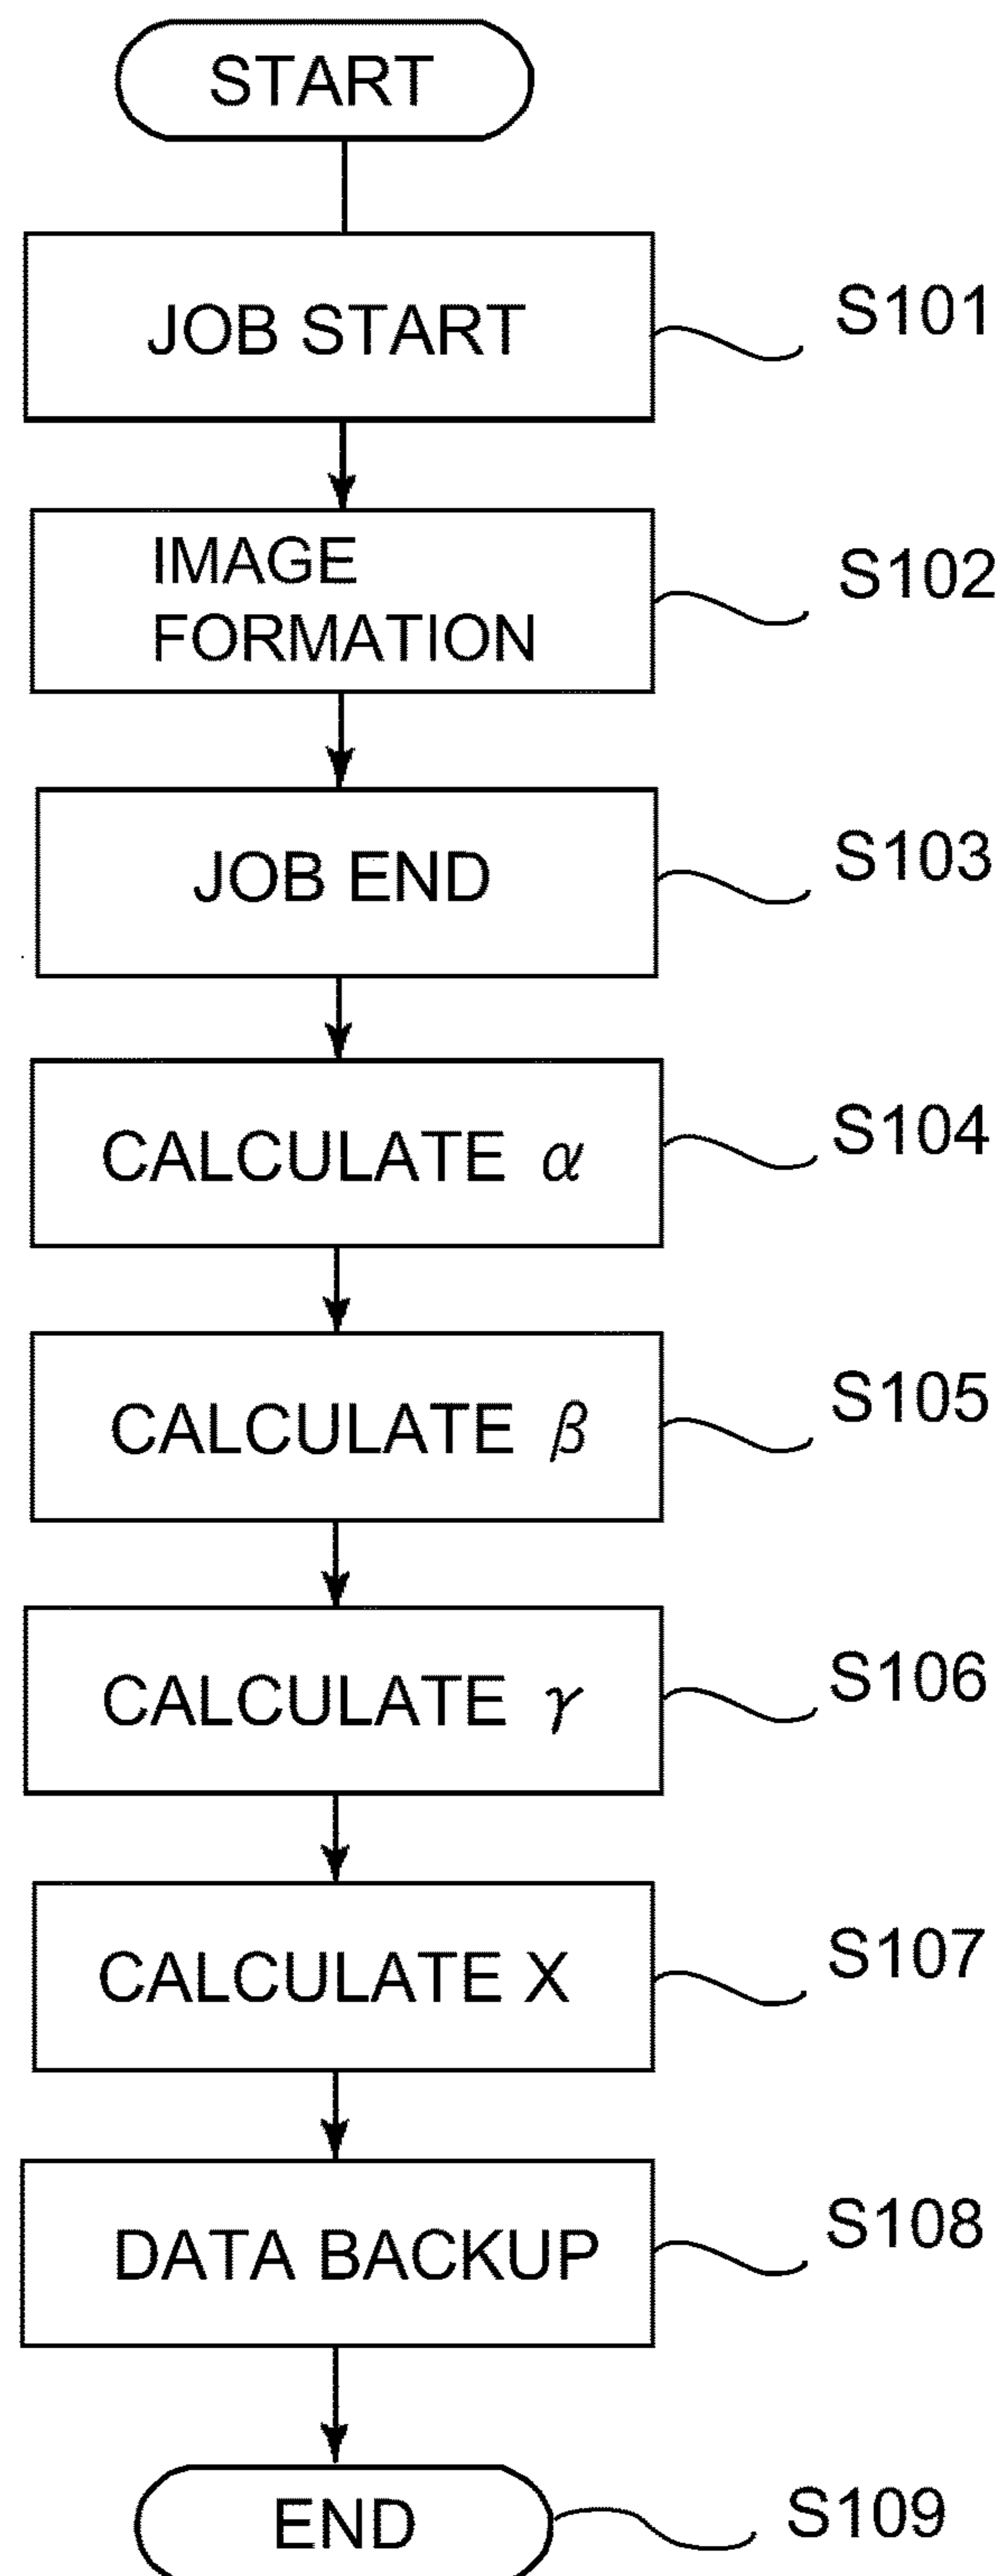 START
JOB START
S101
IMAGE
FORMATION
S102
JOB END
S103
CALCULATE α
S104
CALCULATE β
S105
CALCULATE γ
S106
CALCULATE X
S107
DATA BACKUP
S108
END
S109